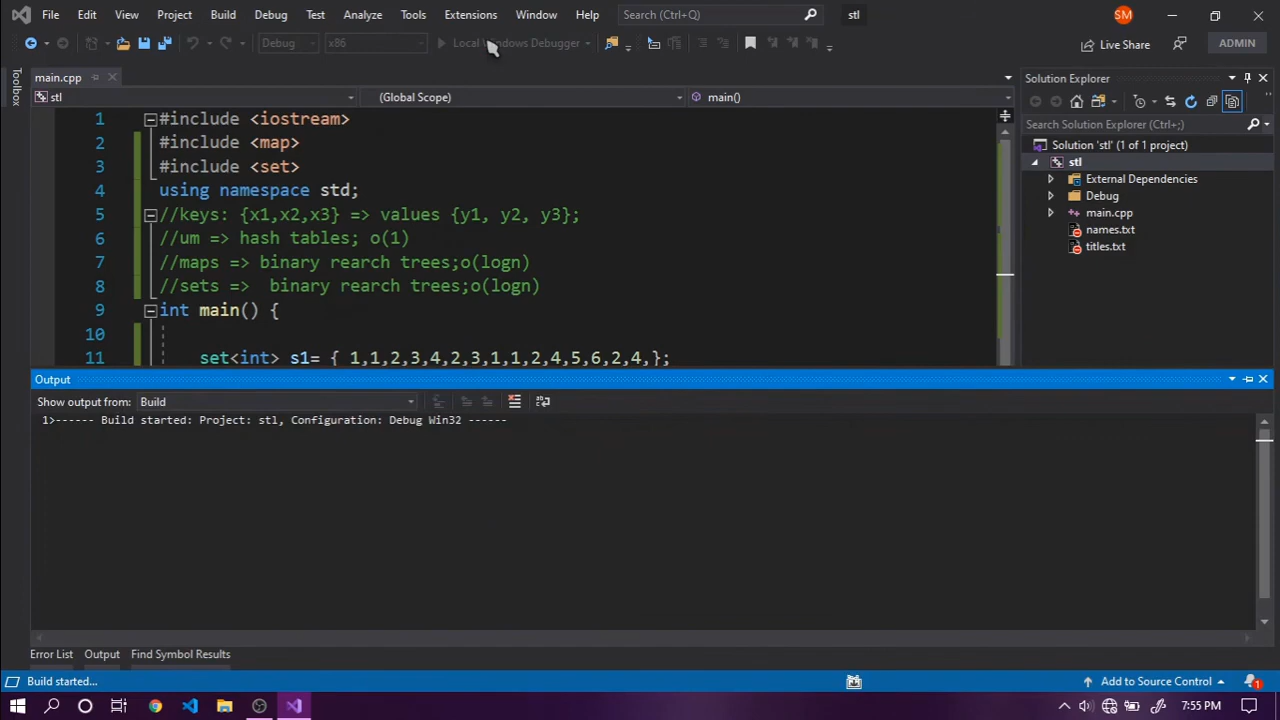 File Edit View Project Build Debug Test Analyze Tools Extensions Window Help Search (Ctrl+Q) stl SM
Debug x86 Local Windows Debugger Live Share ADMIN
Toolbox
main.cpp
stl (Global Scope) main()
1 #include <iostream>
2 #include <map>
3 #include <set>
4 using namespace std;
5 //keys: {x1,x2,x3} => values {y1, y2, y3};
6 //um => hash tables; o(1)
7 //maps => binary rearch trees;o(logn)
8 //sets =>  binary rearch trees;o(logn)
9 int main() {
10
11 set<int> s1= { 1,1,2,3,4,2,3,1,1,2,4,5,6,2,4,};
Solution Explorer
Search Solution Explorer (Ctrl+;)
Solution 'stl' (1 of 1 project)
stl
External Dependencies
Debug
main.cpp
names.txt
titles.txt
Output
Show output from: Build
1>------ Build started: Project: stl, Configuration: Debug Win32 ------
Error List Output Find Symbol Results
Build started... Add to Source Control 1
7:55 PM